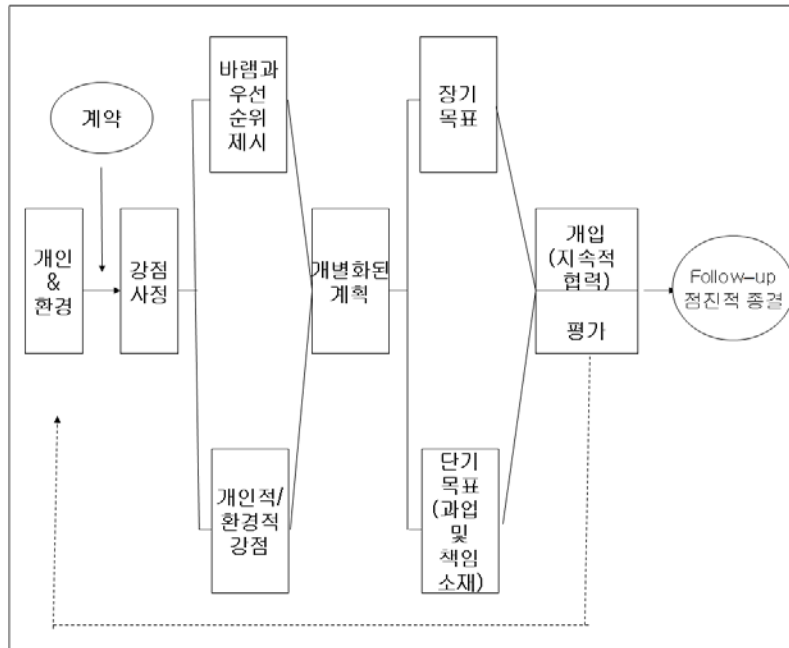 계약
개인
&
환경
강점
사정
바램과
우선
순위
제시
개인적/
환경적
강점
개별화된
계획
장기
목표
단기
목표
(과업
및
책임
소재)
개입
(지속적
협력)
평가
Follow-up
점진적 종결